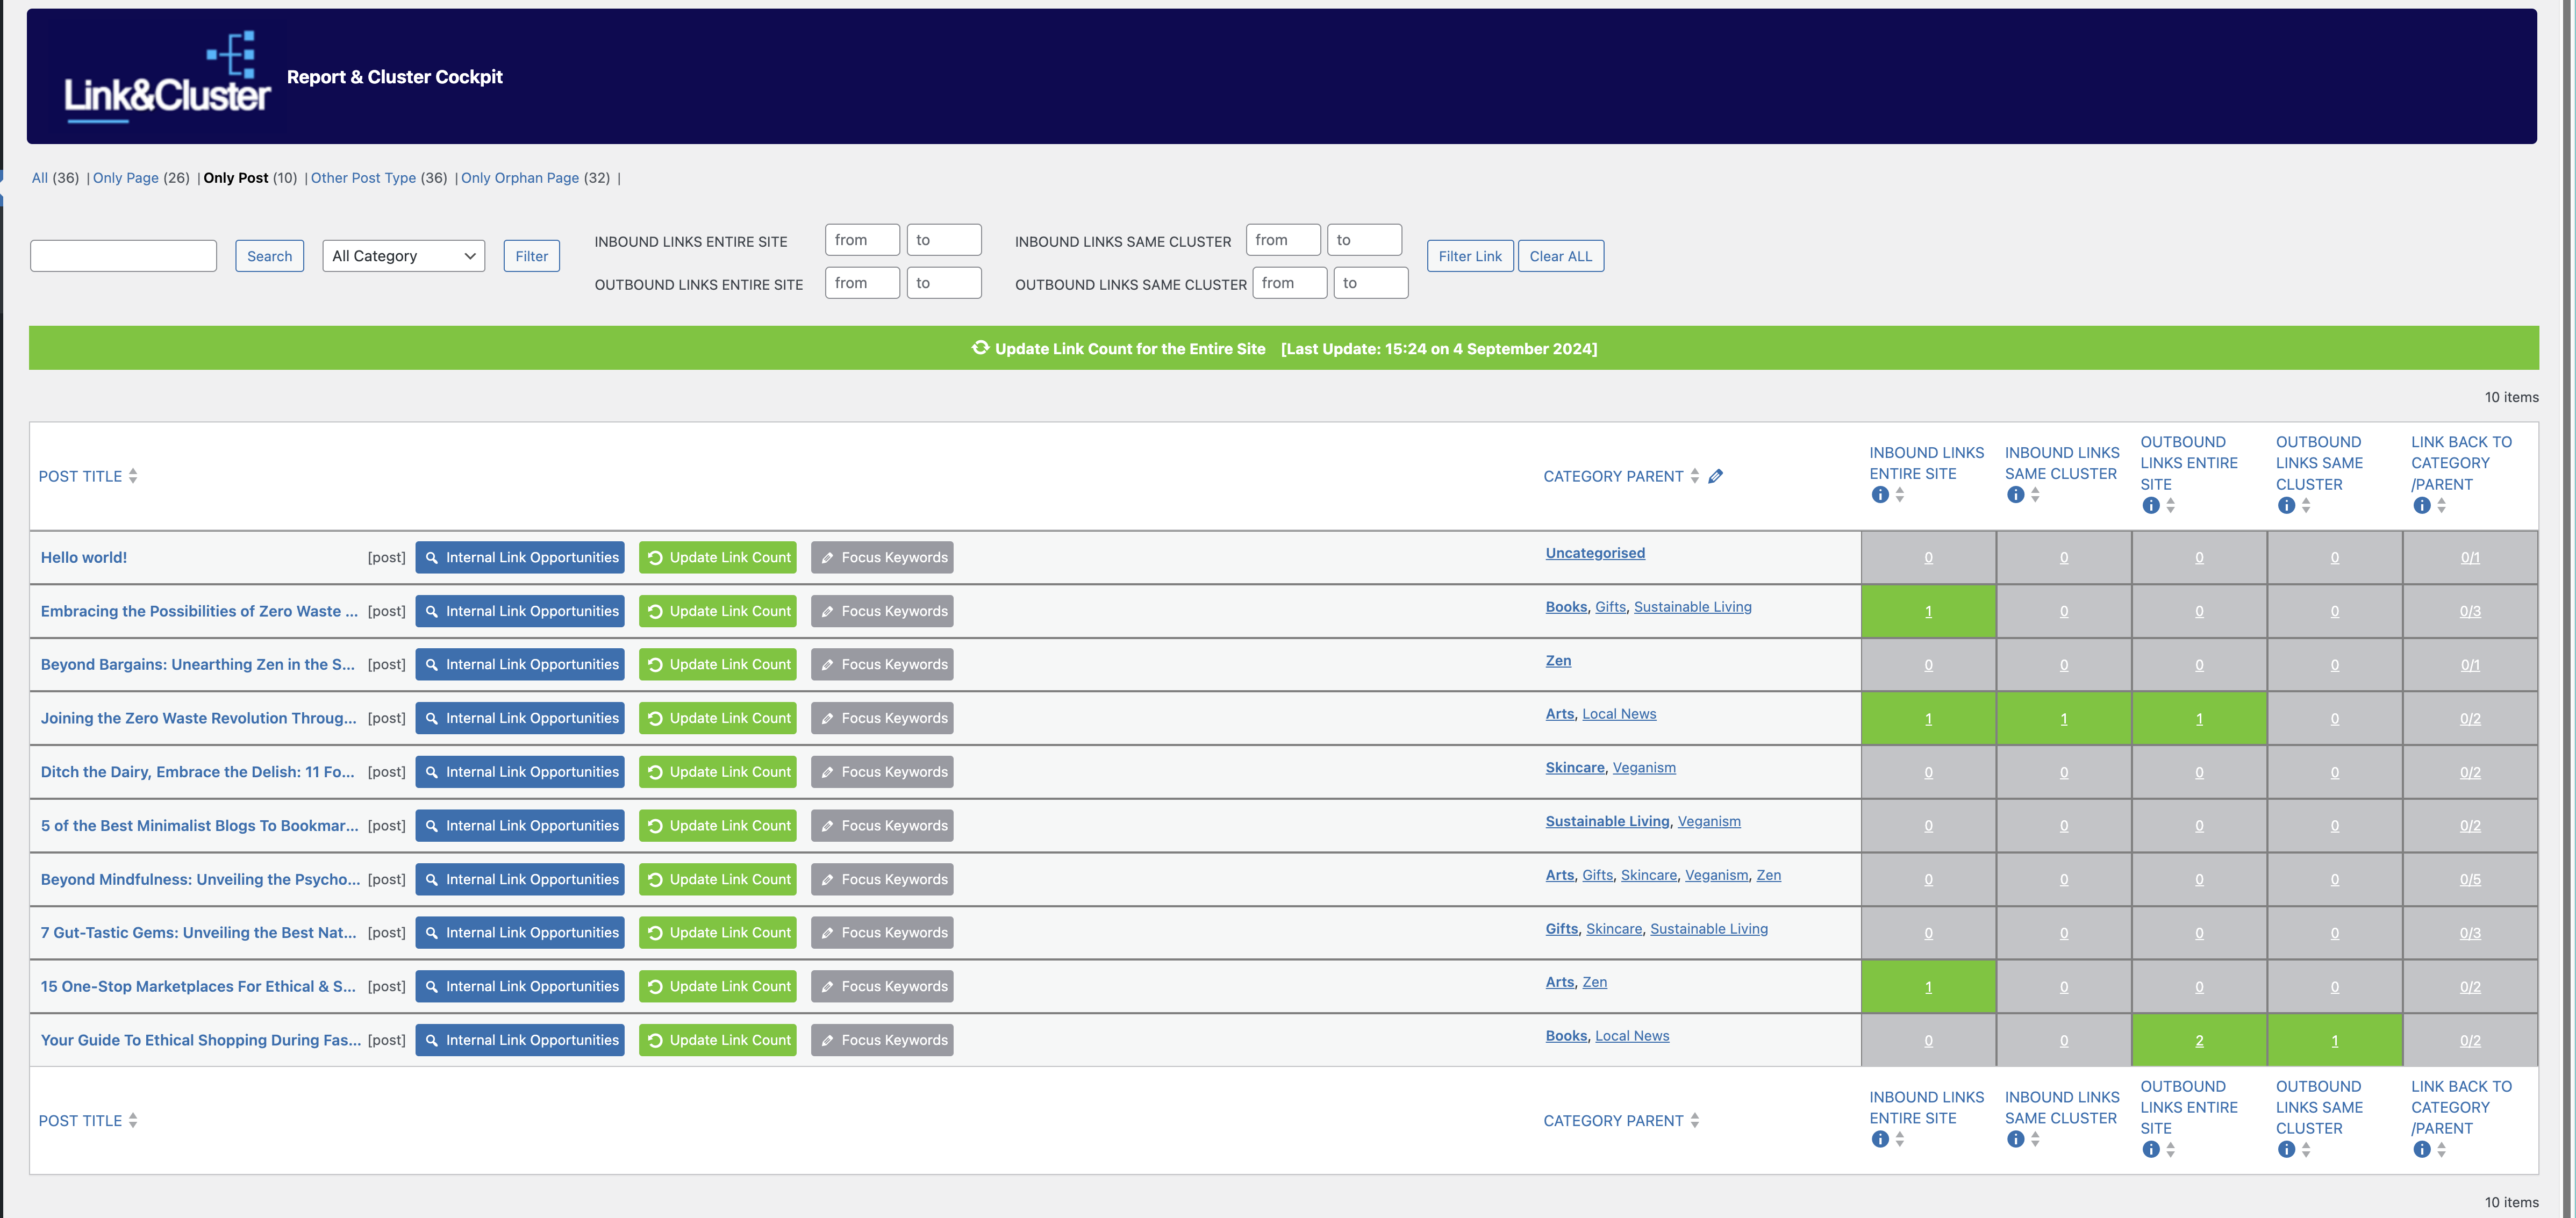 Link&Cluster
Report & Cluster Cockpit
All (36) | Only Page (26) | Only Post (10) | Other Post Type (36) | Only Orphan Page (32) |
INBOUND LINKS ENTIRE SITE from to INBOUND LINKS SAME CLUSTER from to
Search All Category Filter Filter Link Clear ALL
OUTBOUND LINKS ENTIRE SITE from to OUTBOUND LINKS SAME CLUSTER from to
Update Link Count for the Entire Site [Last Update: 15:24 on 4 September 2024]
10 items
POST TITLE CATEGORY PARENT INBOUND LINKS ENTIRE SITE INBOUND LINKS SAME CLUSTER OUTBOUND LINKS ENTIRE SITE OUTBOUND LINKS SAME CLUSTER LINK BACK TO CATEGORY /PARENT
Hello world! [post] Internal Link Opportunities Update Link Count Focus Keywords Uncategorised 0 0 0 0 0/1
Embracing the Possibilities of Zero Waste ... [post] Internal Link Opportunities Update Link Count Focus Keywords Books, Gifts, Sustainable Living 1 0 0 0 0/3
Beyond Bargains: Unearthing Zen in the S... [post] Internal Link Opportunities Update Link Count Focus Keywords Zen 0 0 0 0 0/1
Joining the Zero Waste Revolution Throug... [post] Internal Link Opportunities Update Link Count Focus Keywords Arts, Local News 1 1 1 0 0/2
Ditch the Dairy, Embrace the Delish: 11 Fo... [post] Internal Link Opportunities Update Link Count Focus Keywords Skincare, Veganism 0 0 0 0 0/2
5 of the Best Minimalist Blogs To Bookmar... [post] Internal Link Opportunities Update Link Count Focus Keywords Sustainable Living, Veganism 0 0 0 0 0/2
Beyond Mindfulness: Unveiling the Psycho... [post] Internal Link Opportunities Update Link Count Focus Keywords Arts, Gifts, Skincare, Veganism, Zen 0 0 0 0 0/5
7 Gut-Tastic Gems: Unveiling the Best Nat... [post] Internal Link Opportunities Update Link Count Focus Keywords Gifts, Skincare, Sustainable Living 0 0 0 0 0/3
15 One-Stop Marketplaces For Ethical & S... [post] Internal Link Opportunities Update Link Count Focus Keywords Arts, Zen 1 0 0 0 0/2
Your Guide To Ethical Shopping During Fas... [post] Internal Link Opportunities Update Link Count Focus Keywords Books, Local News 0 0 2 1 0/2
POST TITLE CATEGORY PARENT INBOUND LINKS ENTIRE SITE INBOUND LINKS SAME CLUSTER OUTBOUND LINKS ENTIRE SITE OUTBOUND LINKS SAME CLUSTER LINK BACK TO CATEGORY /PARENT
10 items